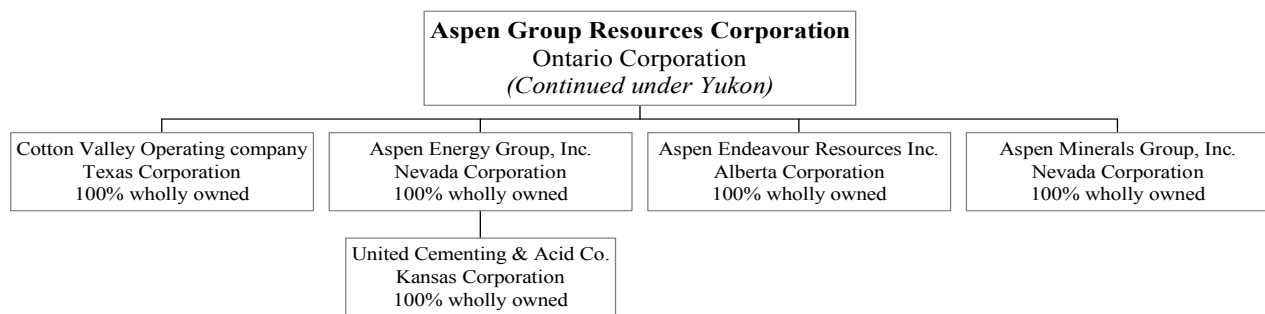 Aspen Group Resources Corporation
Ontario Corporation
(Continued under Yukon)
Cotton Valley Operating company
Texas Corporation
100% wholly owned
Aspen Energy Group, Inc.
Nevada Corporation
100% wholly owned
Aspen Endeavour Resources Inc.
Alberta Corporation
100% wholly owned
Aspen Minerals Group, Inc.
Nevada Corporation
100% wholly owned
United Cementing & Acid Co.
Kansas Corporation
100% wholly owned